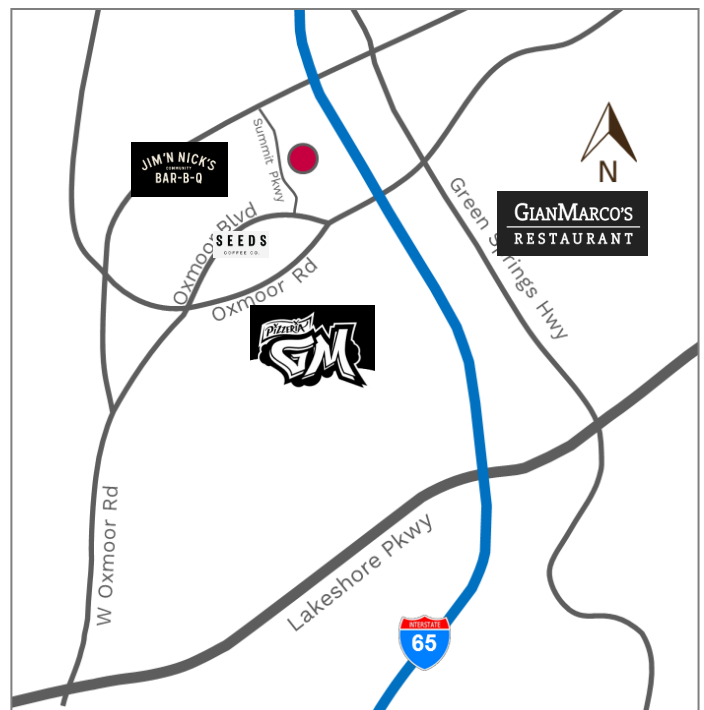 Summit Pkwy
JIM'N NICK'S
COMMUNITY
BAR-B-Q
N
GIANMARCO'S
RESTAURANT
Green Springs Hwy
Oxmoor Blvd
SEEDS
COFFEE CO.
Oxmoor Rd
PIZZERIA
GM
W Oxmoor Rd
Lakeshore Pkwy
INTERSTATE
65